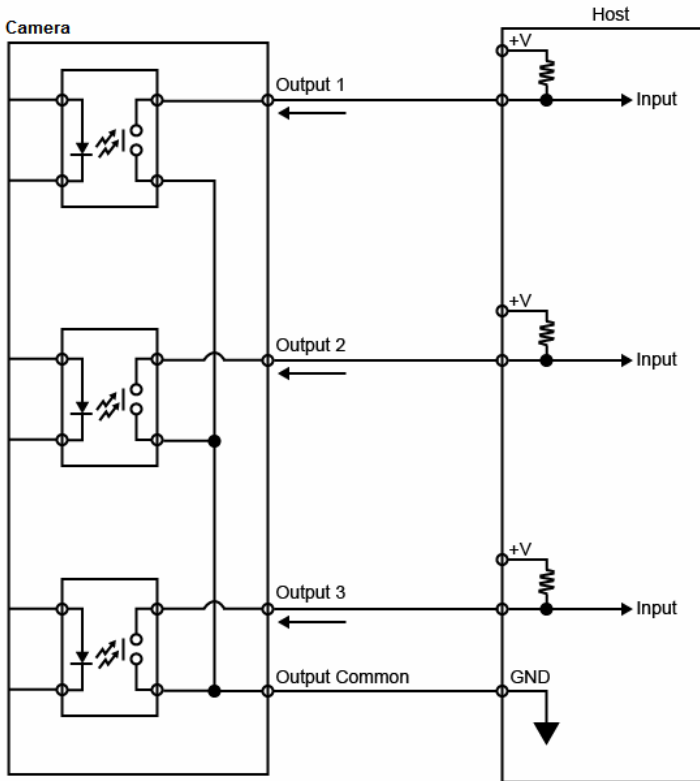 Host
Camera
+V
Output 1
Input
+V
Output 2
Input
+V
Output 3
Input
Output Common
GND